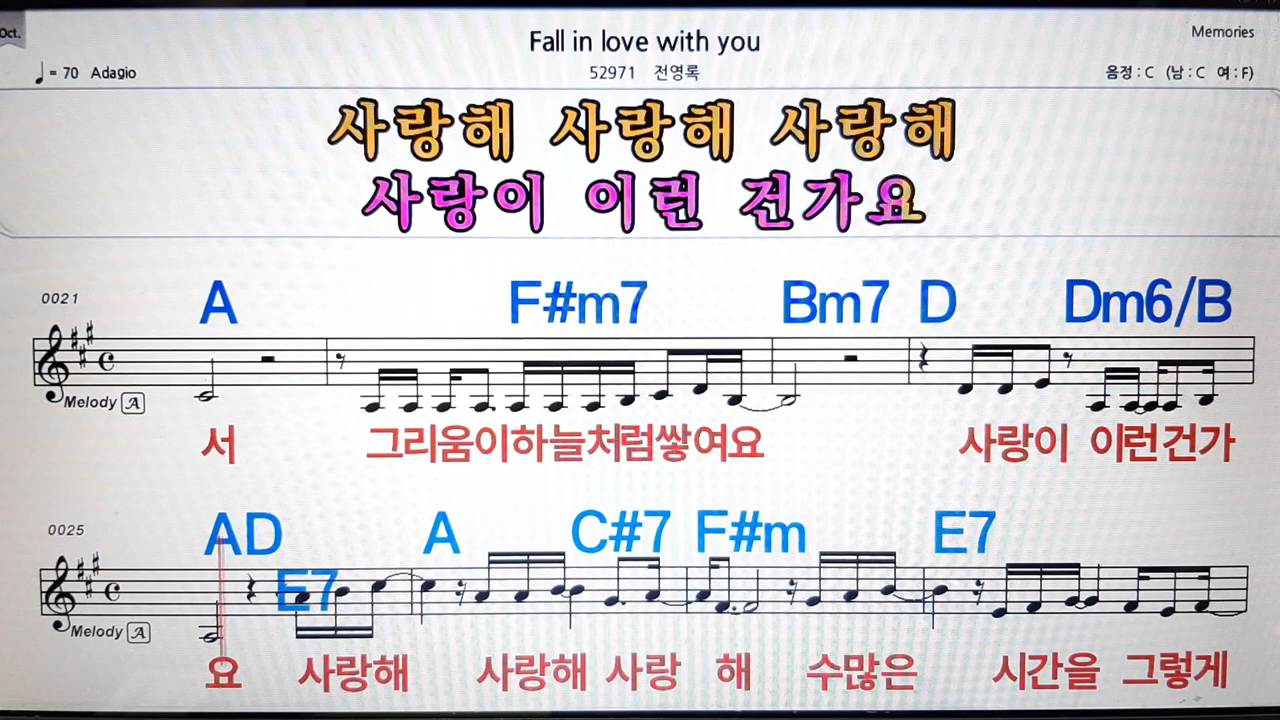 Oct.
Fall in love with you
Memories
♩ = 70 Adagio
52971 전영록
음정 : C (남 : C 여 : F)
사랑해 사랑해 사랑해
사랑이 이런 건가요
0021
A F#m7 Bm7 D Dm6/B
Melody A
서 그리움이하늘처럼쌓여요 사랑이 이런건가
0025
A D E7 A C#7 F#m E7
Melody A
요 사랑해 사랑해 사랑 해 수많은 시간을 그렇게